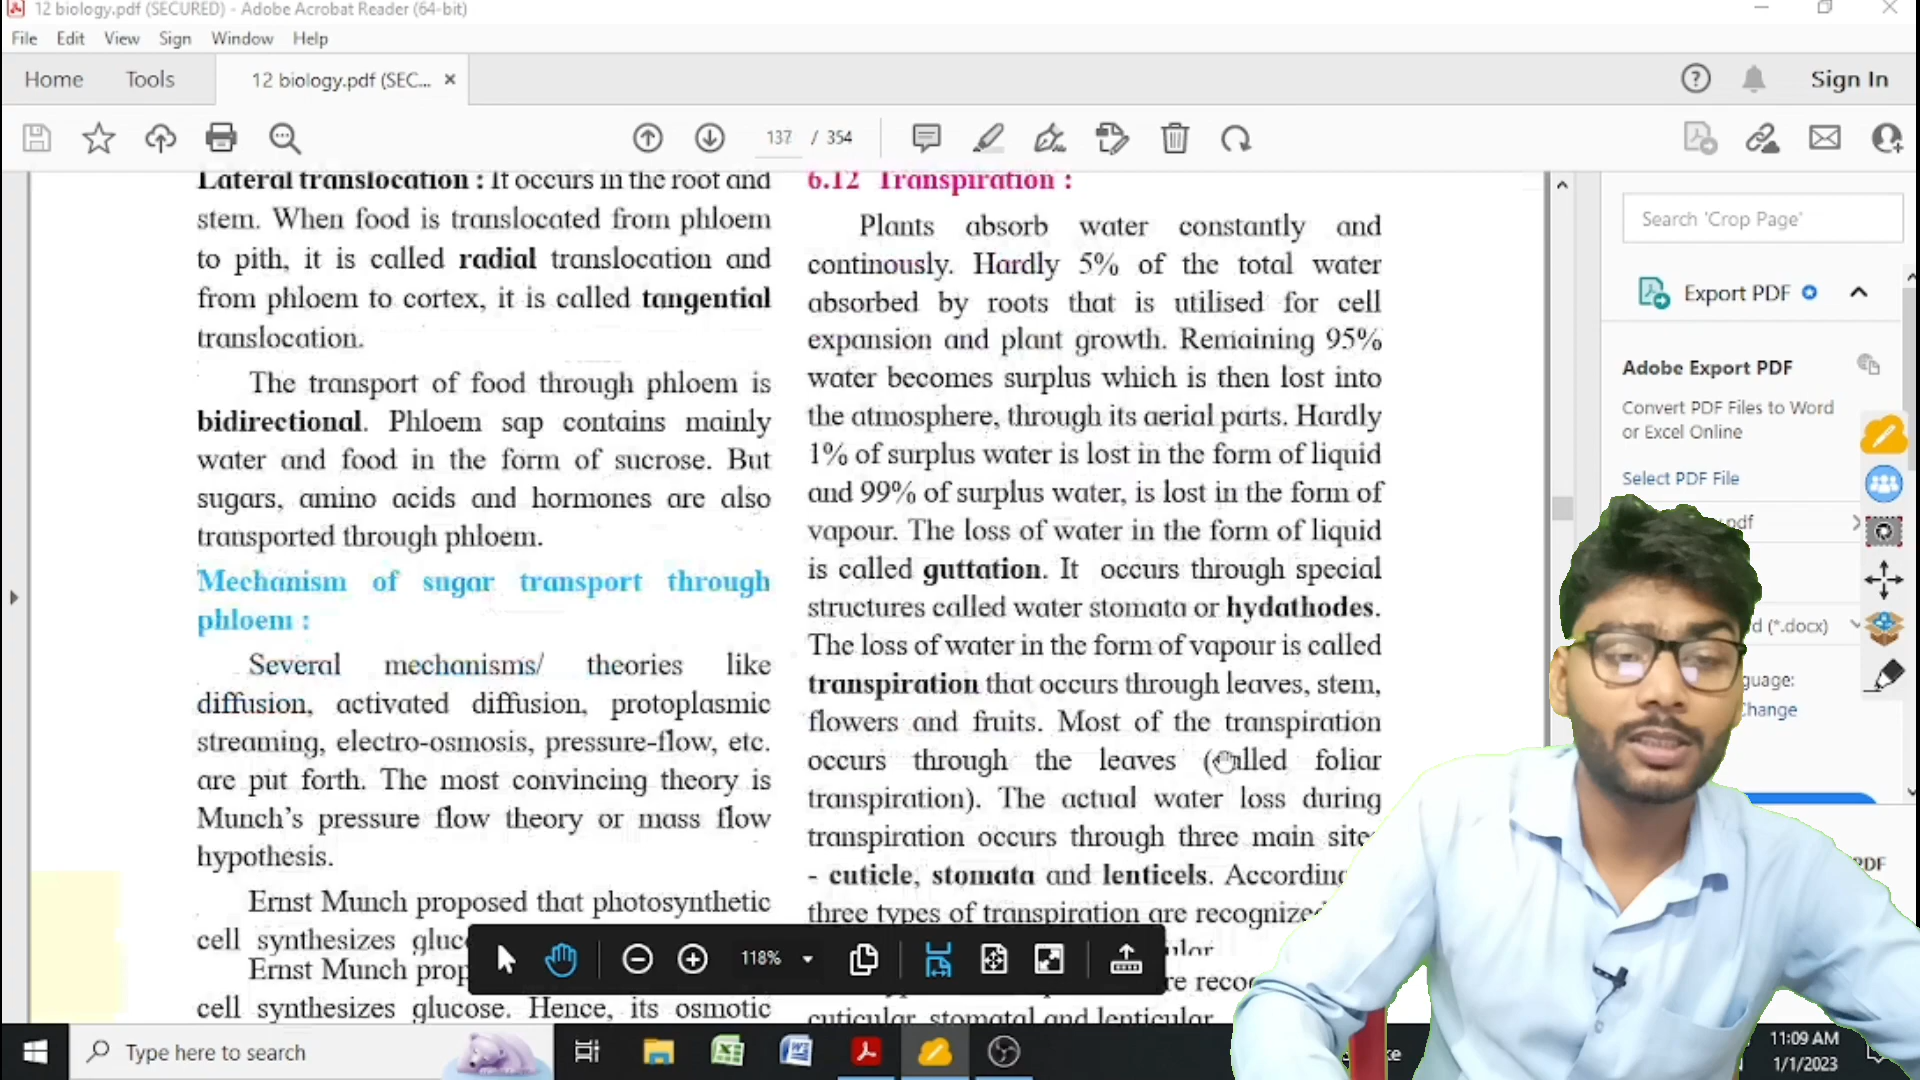 12 biology.pdf (SECURED) - Adobe Acrobat Reader (64-bit)
File Edit View Sign Window Help
Home Tools 12 biology.pdf (SEC... × Sign In
137 / 354
Lateral translocation : It occurs in the root and
stem. When food is translocated from phloem
to pith, it is called radial translocation and
from phloem to cortex, it is called tangential
translocation.
The transport of food through phloem is
bidirectional. Phloem sap contains mainly
water and food in the form of sucrose. But
sugars, amino acids and hormones are also
transported through phloem.
Mechanism of sugar transport through
phloem :
Several mechanisms/ theories like
diffusion, activated diffusion, protoplasmic
streaming, electro-osmosis, pressure-flow, etc.
are put forth. The most convincing theory is
Munch's pressure flow theory or mass flow
hypothesis.
Ernst Munch proposed that photosynthetic
cell synthesizes
Ernst Munch
cell synthesizes glucose. Hence, its osmotic
6.12 Transpiration :
Plants absorb water constantly and
continously. Hardly 5% of the total water
absorbed by roots that is utilised for cell
expansion and plant growth. Remaining 95%
water becomes surplus which is then lost into
the atmosphere, through its aerial parts. Hardly
1% of surplus water is lost in the form of liquid
and 99% of surplus water, is lost in the form of
vapour. The loss of water in the form of liquid
is called guttation. It occurs through special
structures called water stomata or hydathodes.
The loss of water in the form of vapour is called
transpiration that occurs through leaves, stem,
flowers and fruits. Most of the transpiration
occurs through the leaves (called foliar
transpiration). The actual water loss during
transpiration occurs through three main
- cuticle, stomata and lenticels.
three types of transpiration are
cuticular, stomatal and lenticular
Search 'Crop Page'
Export PDF
Adobe Export PDF
Convert PDF Files to Word
or Excel Online
Select PDF File
(*.docx)
Change
118%
Type here to search
11:09 AM
1/1/2023